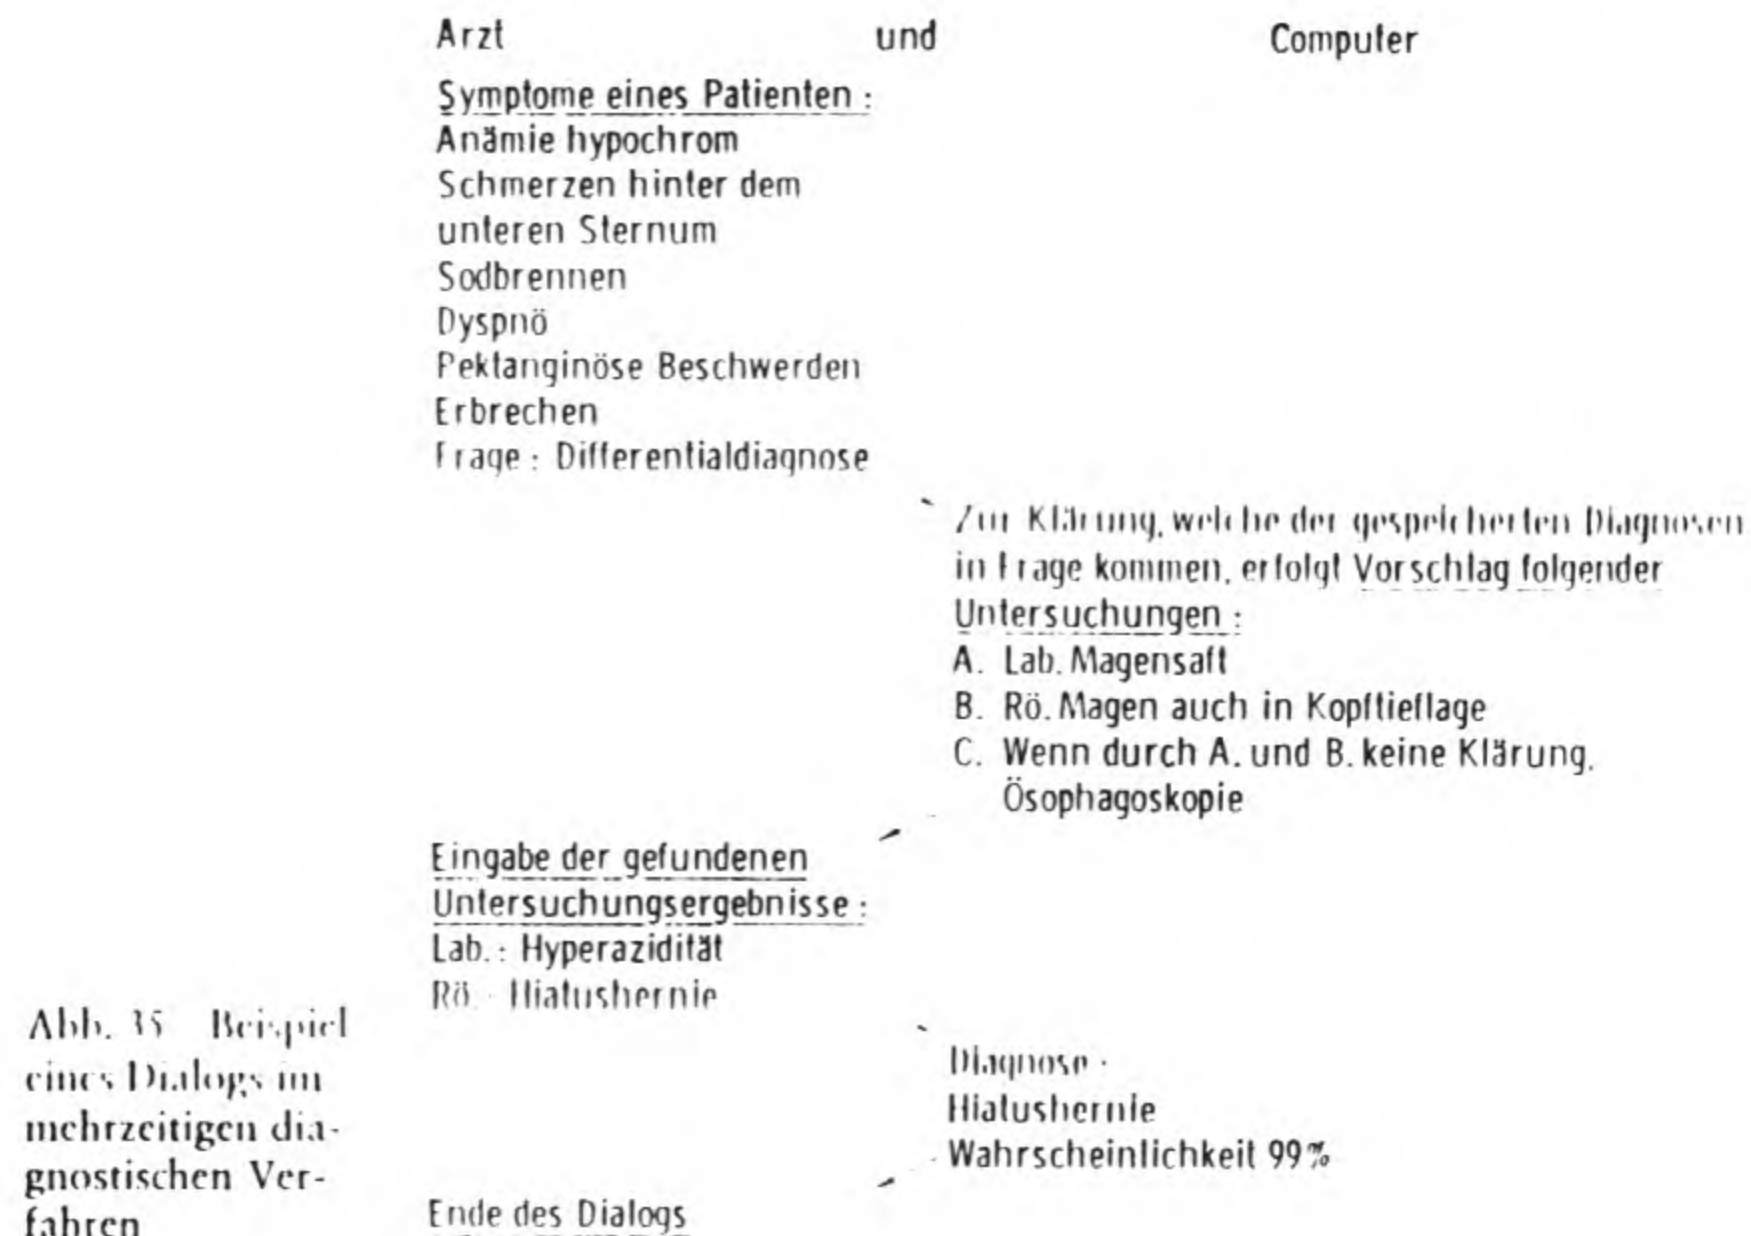 Arzt und Computer
Symptome eines Patienten :
Anämie hypochrom
Schmerzen hinter dem
unteren Sternum
Sodbrennen
Dyspnö
Pektanginöse Beschwerden
Erbrechen
Frage : Differentialdiagnose
Zur Klärung, welche der gespeicherten Diagnosen
in Frage kommen, erfolgt Vorschlag folgender
Untersuchungen :
A. Lab. Magensaft
B. Rö. Magen auch in Kopftieflage
C. Wenn durch A. und B. keine Klärung,
Ösophagoskopie
Eingabe der gefundenen
Untersuchungsergebnisse :
Lab. : Hyperazidität
Rö. : Hiatushernie
Diagnose :
Hiatushernie
Wahrscheinlichkeit 99%
Ende des Dialogs
Abb. 35 Beispiel
eines Dialogs im
mehrzeitigen dia-
gnostischen Ver-
fahren